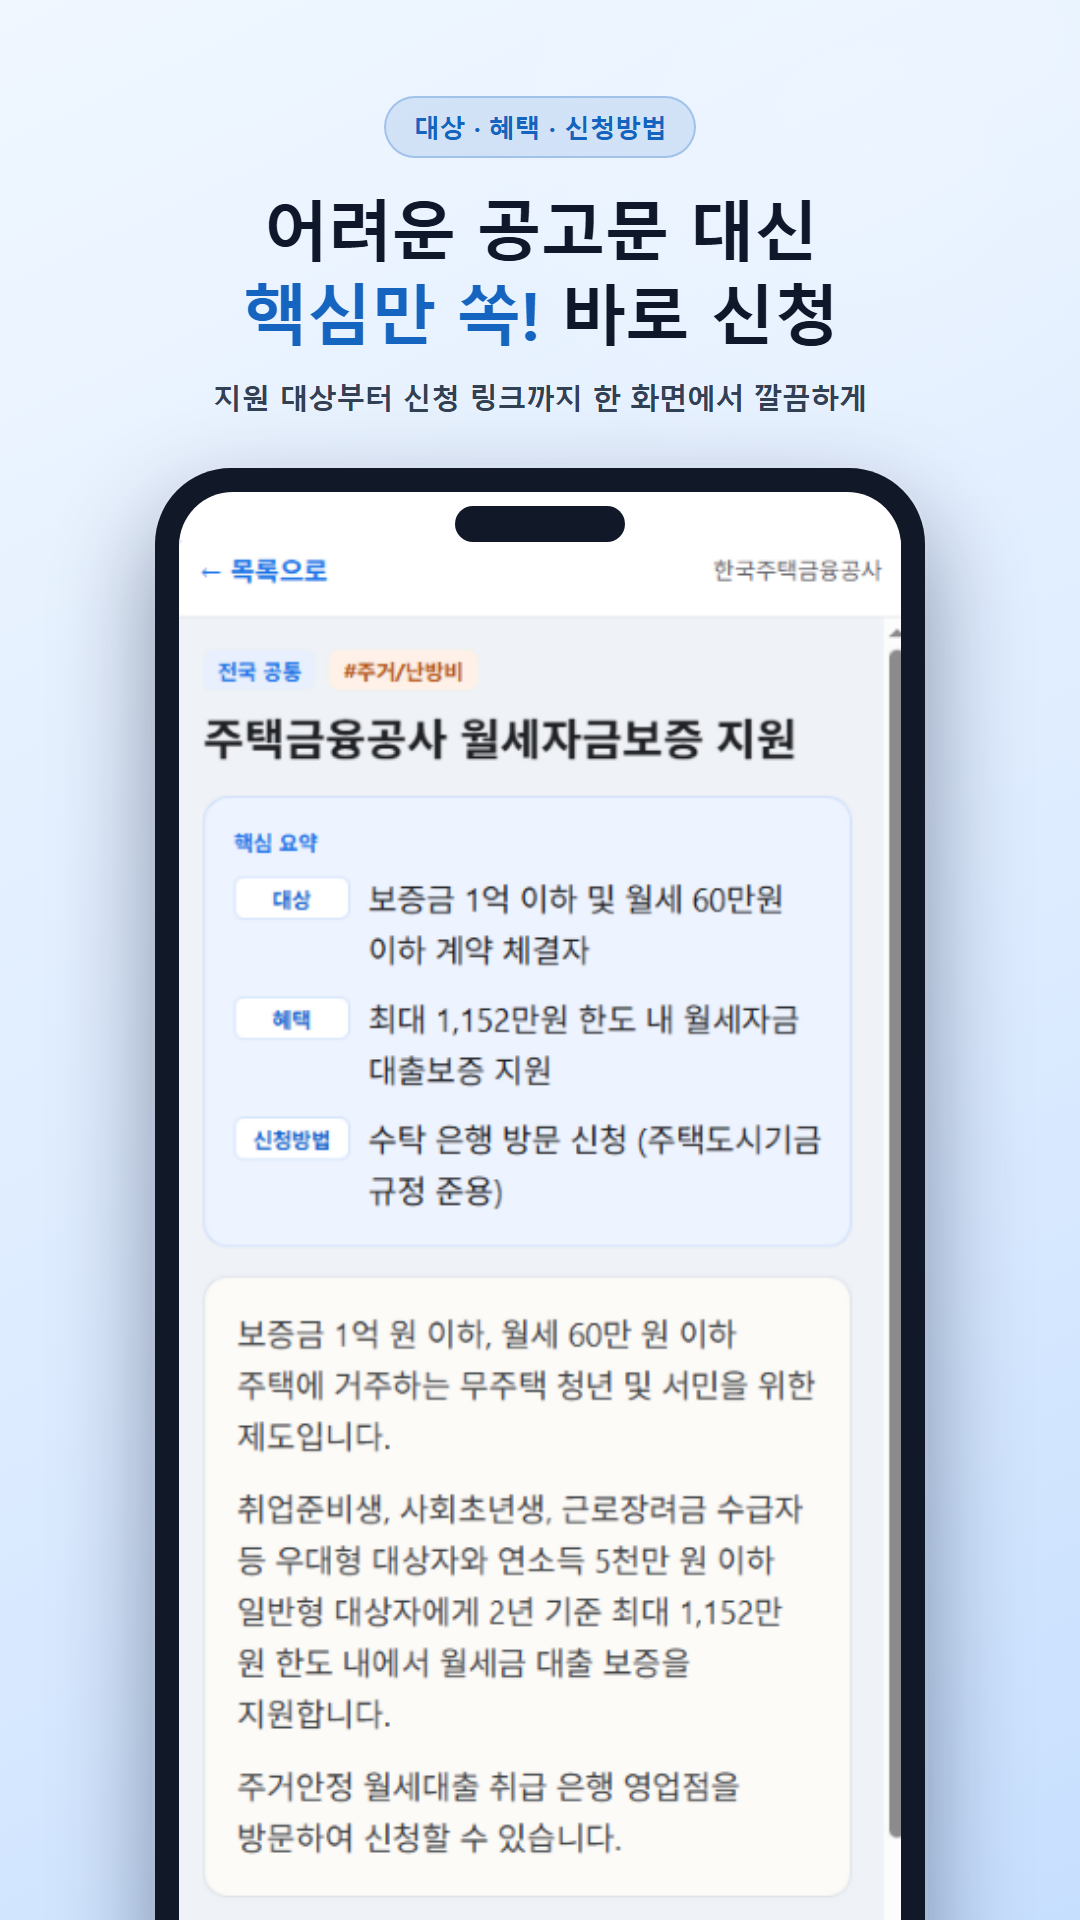 대상 · 혜택 · 신청방법
어려운 공고문 대신
핵심만 쏙! 바로 신청
지원 대상부터 신청 링크까지 한 화면에서 깔끔하게
← 목록으로
한국주택금융공사
전국 공통
#주거/난방비
주택금융공사 월세자금보증 지원
핵심 요약
대상
보증금 1억 이하 및 월세 60만원
이하 계약 체결자
혜택
최대 1,152만원 한도 내 월세자금
대출보증 지원
신청방법
수탁 은행 방문 신청 (주택도시기금
규정 준용)
보증금 1억 원 이하, 월세 60만 원 이하
주택에 거주하는 무주택 청년 및 서민을 위한
제도입니다.
취업준비생, 사회초년생, 근로장려금 수급자
등 우대형 대상자와 연소득 5천만 원 이하
일반형 대상자에게 2년 기준 최대 1,152만
원 한도 내에서 월세금 대출 보증을
지원합니다.
주거안정 월세대출 취급 은행 영업점을
방문하여 신청할 수 있습니다.